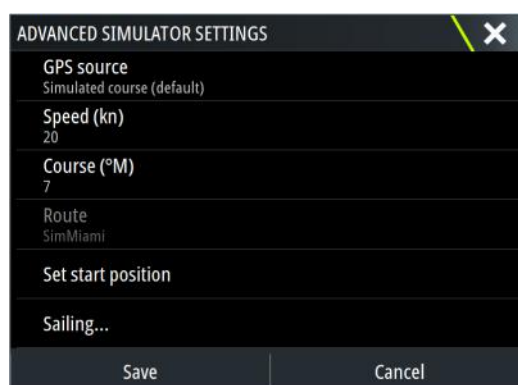 ADVANCED SIMULATOR SETTINGS
GPS source
Simulated course (default)
Speed (kn)
20
Course (°M)
7
Route
SimMiami
Set start position
Sailing...
Save Cancel